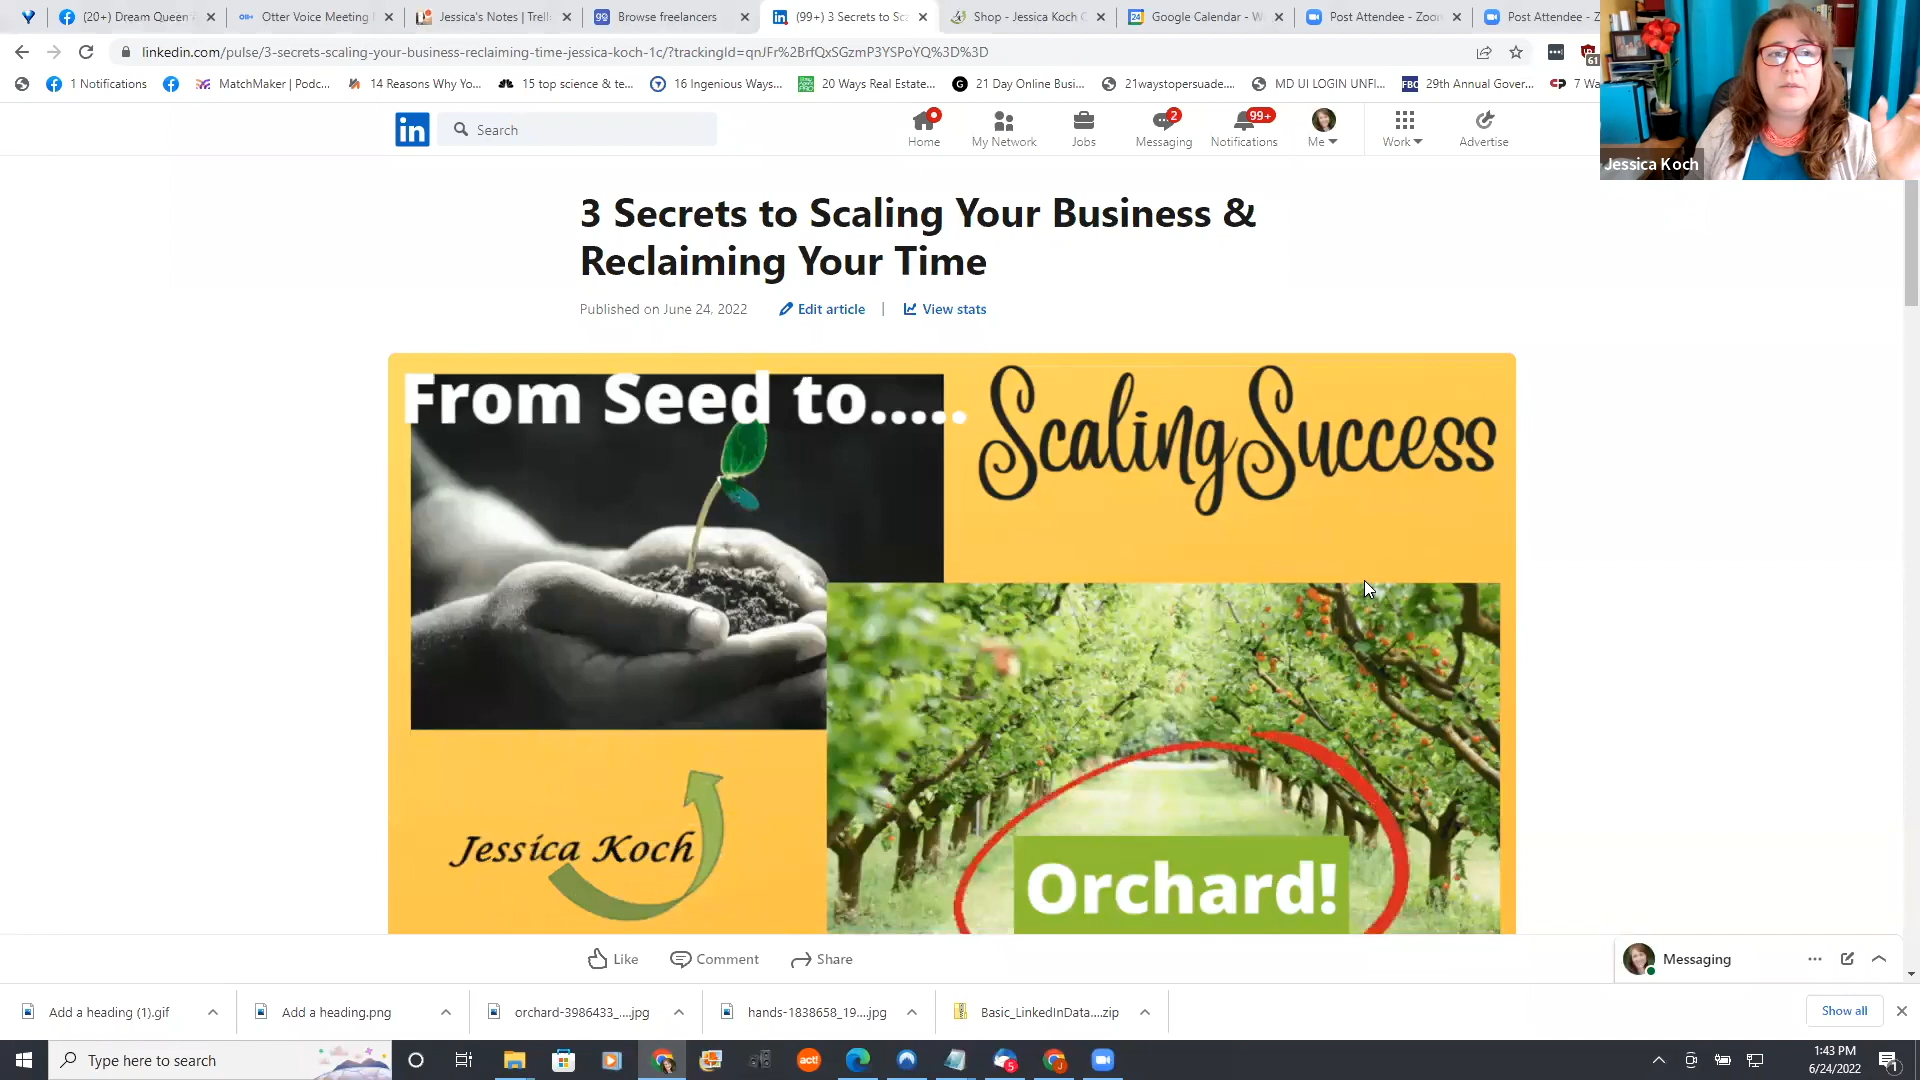 (20+) Dream Queen
Otter Voice Meeting
Jessica's Notes | Trell
Browse freelancers
(99+) 3 Secrets to Sc
Shop - Jessica Koch C
Google Calendar - W
Post Attendee - Zoo
Post Attendee - Z
linkedin.com/pulse/3-secrets-scaling-your-business-reclaiming-time-jessica-koch-1c/?trackingId=qnJFr%2BrfQxSGzmP3YSPoYQ%3D%3D
61
1 Notifications
MatchMaker | Podc...
14 Reasons Why Yo...
15 top science & te...
16 Ingenious Ways...
20 Ways Real Estate...
21 Day Online Busi...
21waystopersuade....
MD UI LOGIN UNFI...
29th Annual Gover...
7 Wa
Jessica Koch
in
Search
Home
My Network
Jobs
2
Messaging
99+
Notifications
Me
Work
Advertise
3 Secrets to Scaling Your Business &
Reclaiming Your Time
Published on June 24, 2022
Edit article
|
View stats
From Seed to.....
Scaling Success
Jessica Koch
Orchard!
Like
Comment
Share
Messaging
Add a heading (1).gif
Add a heading.png
orchard-3986433_....jpg
hands-1838658_19....jpg
Basic_LinkedInData....zip
Show all
Type here to search
act!
5
1:43 PM
6/24/2022
1